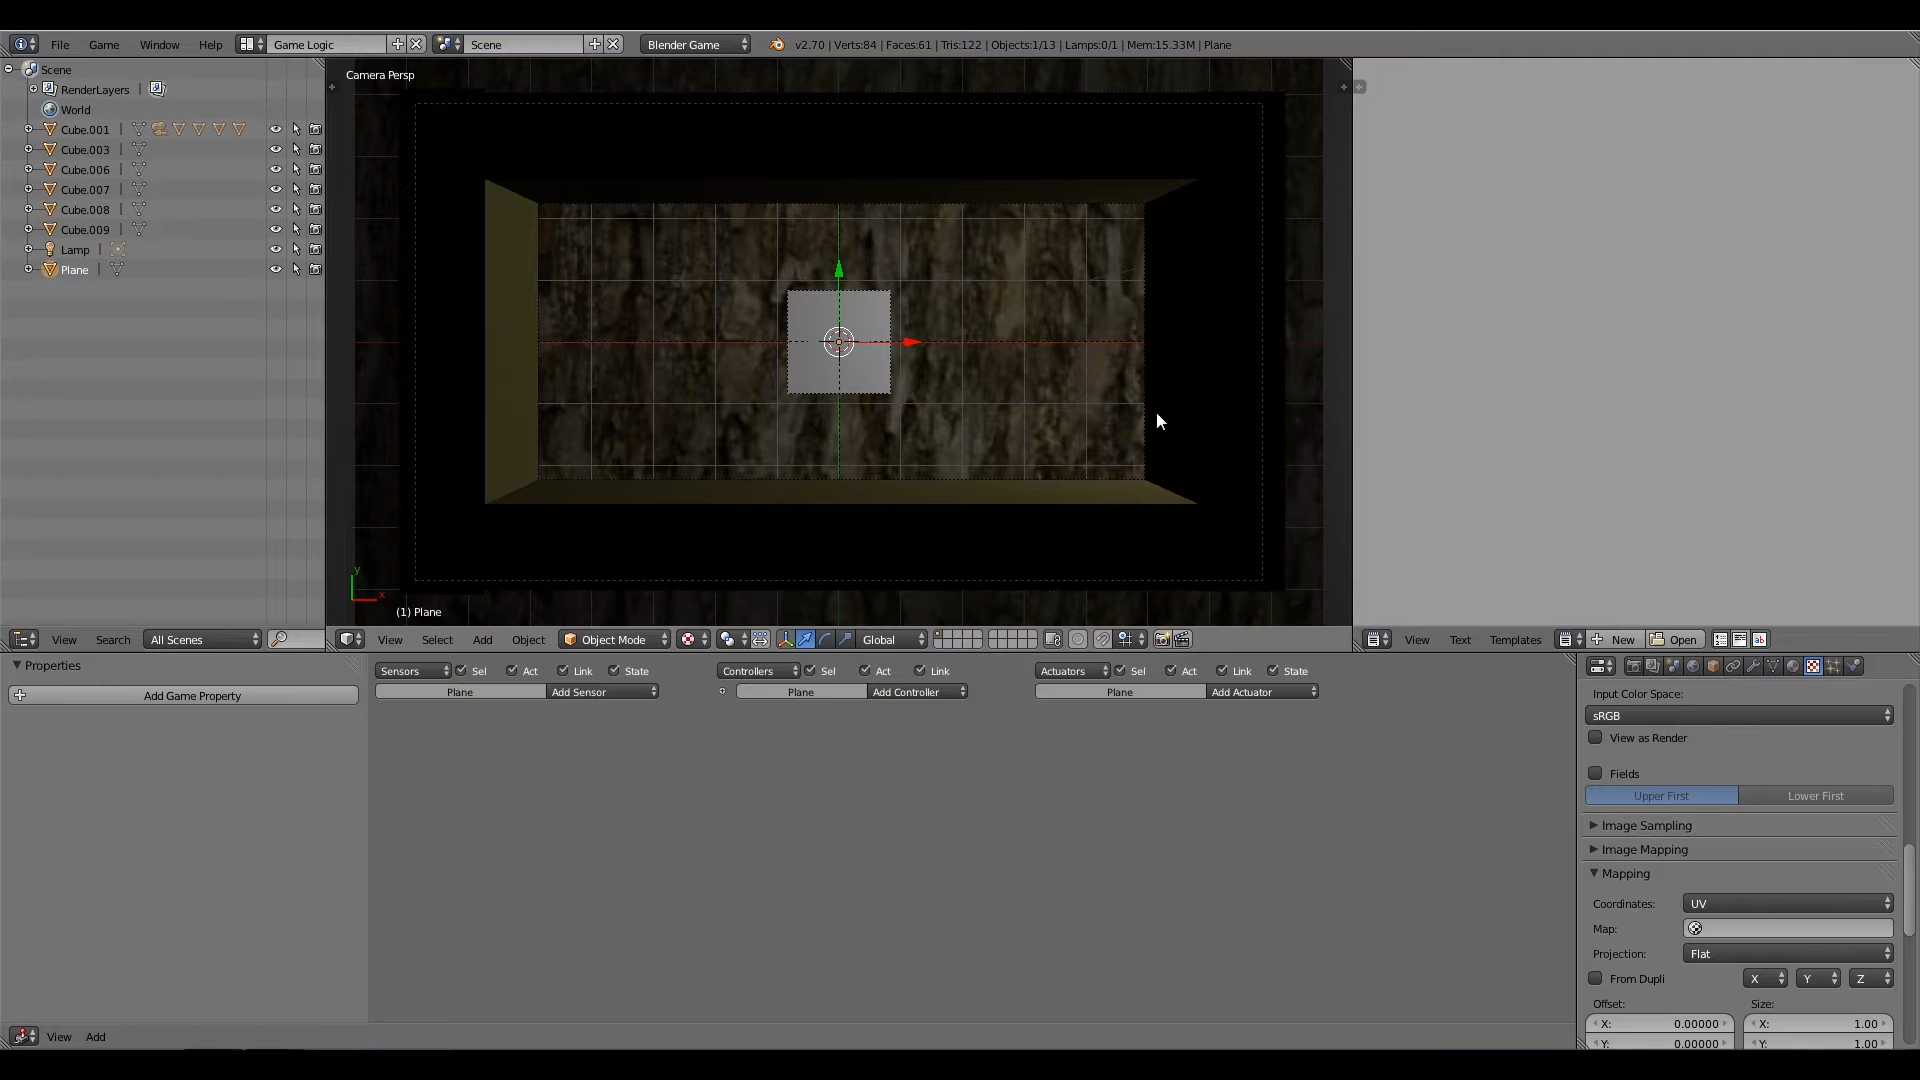 File Game Window Help Game Logic Scene Blender Game v2.70 | Verts:84 | Faces:61 | Tris:122 | Objects:1/13 | Lamps:0/1 | Mem:15.33M | Plane
Scene
RenderLayers
World
Cube.001
Cube.003
Cube.006
Cube.007
Cube.008
Cube.009
Lamp
Plane
View Search All Scenes
Camera Persp
y
x
(1) Plane
View Select Add Object Object Mode Global
View Text Templates New Open
Properties
Add Game Property
Sensors Sel Act Link State Controllers Sel Act Link Actuators Sel Act Link State
Plane Add Sensor Plane Add Controller Plane Add Actuator
View Add
Input Color Space:
sRGB
View as Render
Fields
Upper First Lower First
Image Sampling
Image Mapping
Mapping
Coordinates: UV
Map:
Projection: Flat
From Dupli X Y Z
Offset: Size:
X: 0.00000 X: 1.00
Y: 0.00000 Y: 1.00